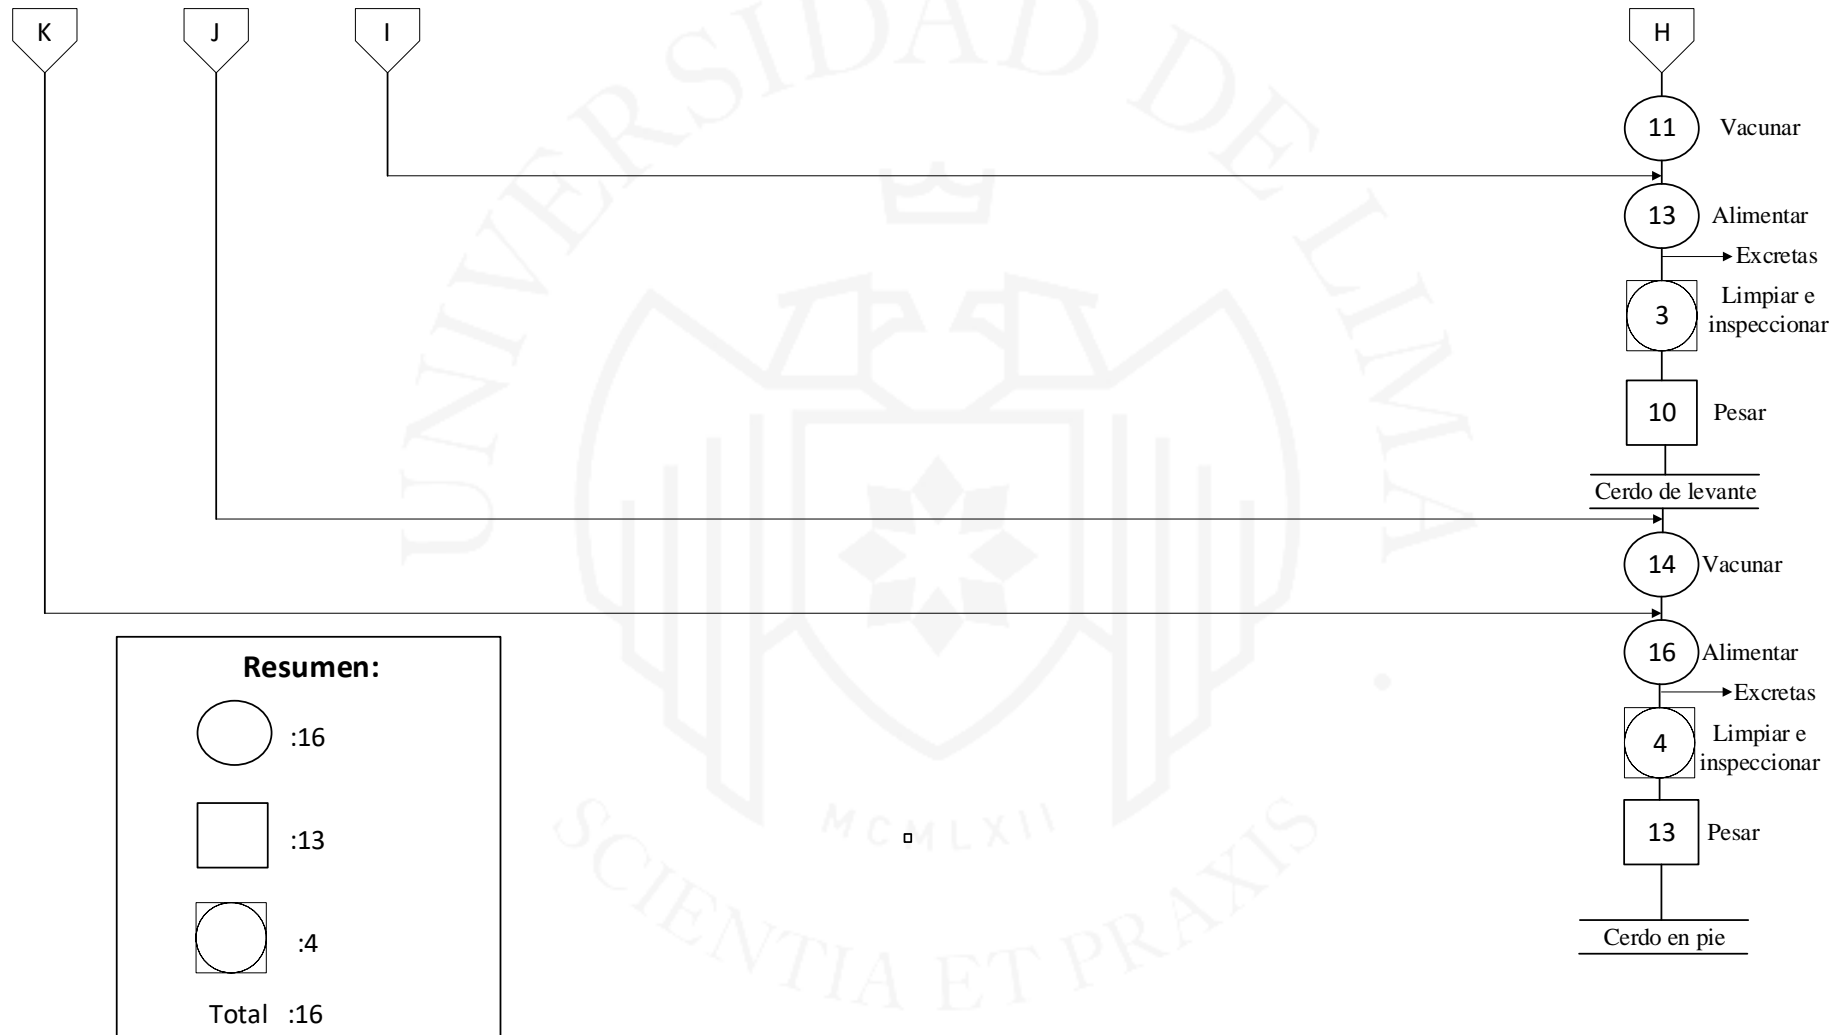 K
J
I
H
11
Vacunar
13
Alimentar
Excretas
3
Limpiar e
inspeccionar
10
Pesar
Cerdo de levante
14
Vacunar
16
Alimentar
Excretas
4
Limpiar e
inspeccionar
13
Pesar
Cerdo en pie
Resumen:
:16
:13
:4
Total :16
UNIVERSIDAD DE LIMA
MCMLXII
SCIENTIA ET PRAXIS